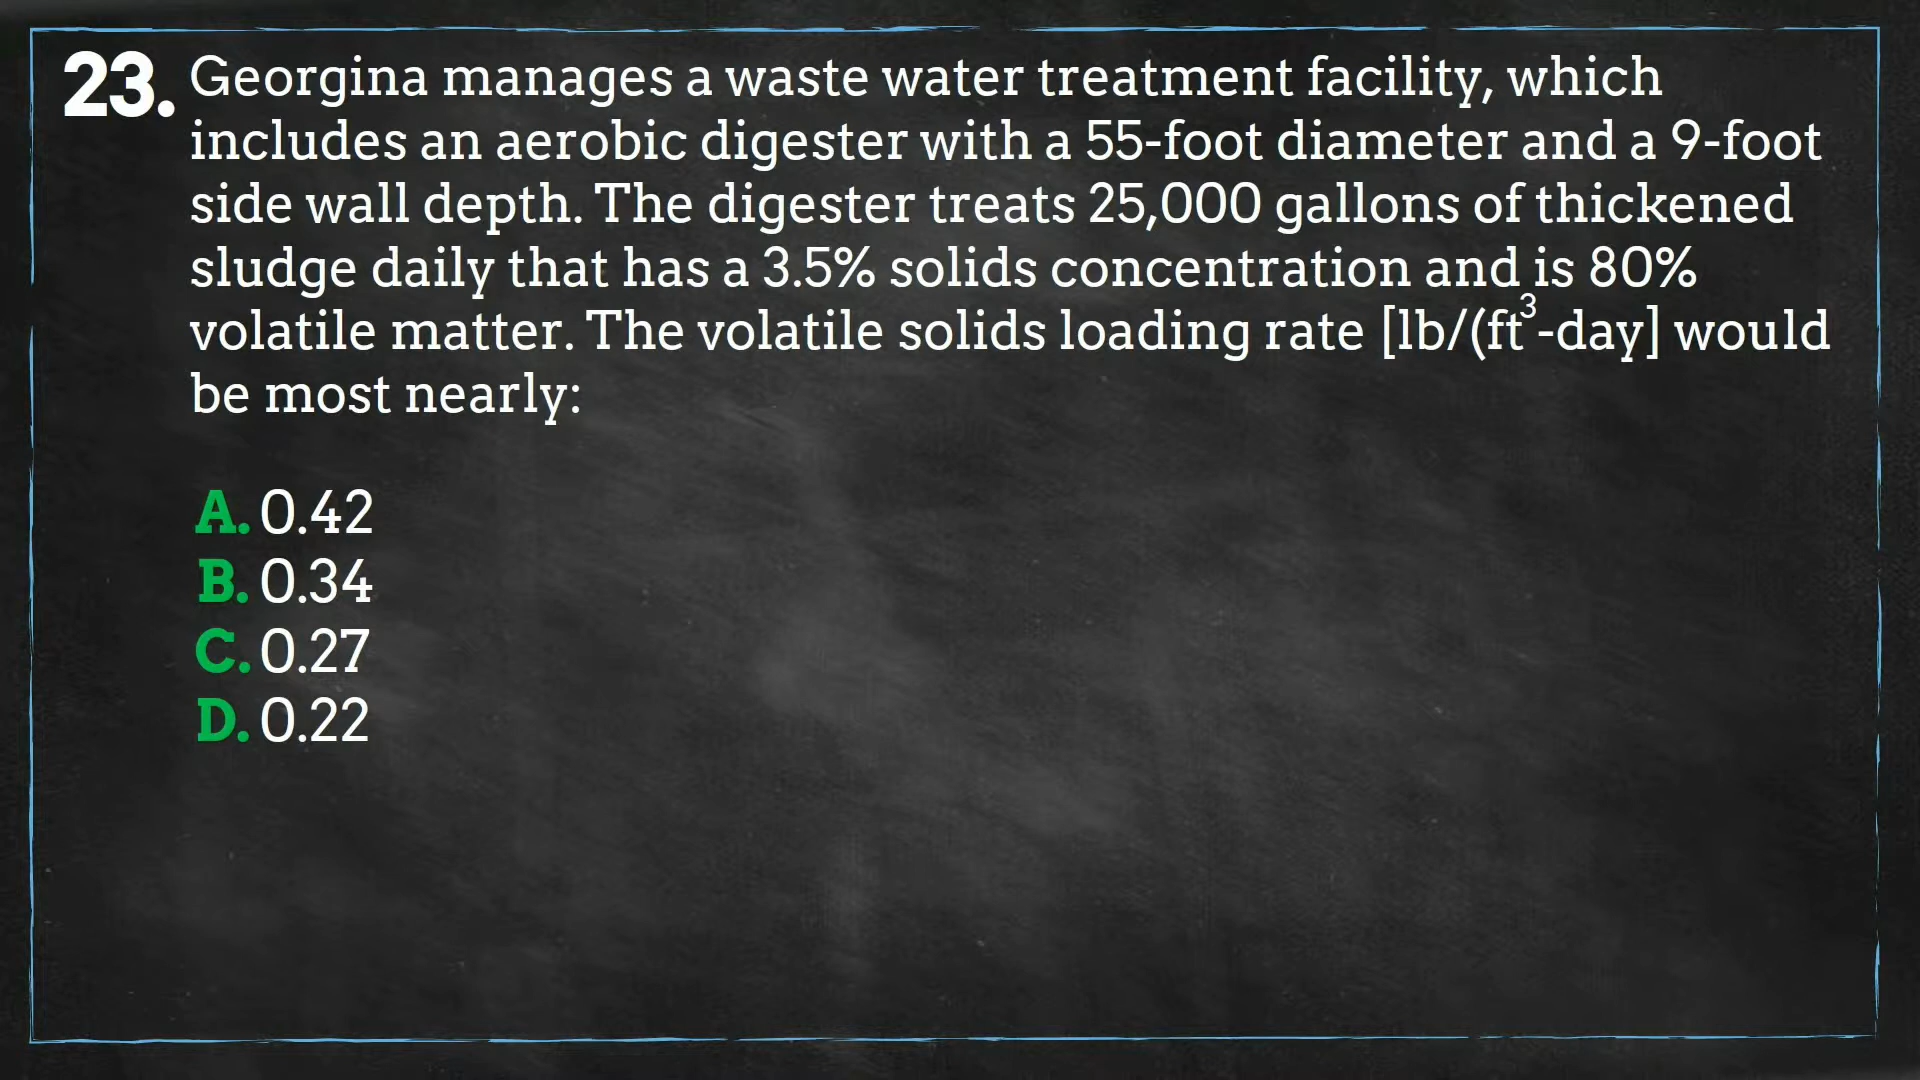 23. Georgina manages a waste water treatment facility, which
includes an aerobic digester with a 55-foot diameter and a 9-foot
side wall depth. The digester treats 25,000 gallons of thickened
sludge daily that has a 3.5% solids concentration and is 80%
volatile matter. The volatile solids loading rate [lb/(ft³-day] would
be most nearly:
A. 0.42
B. 0.34
C. 0.27
D. 0.22